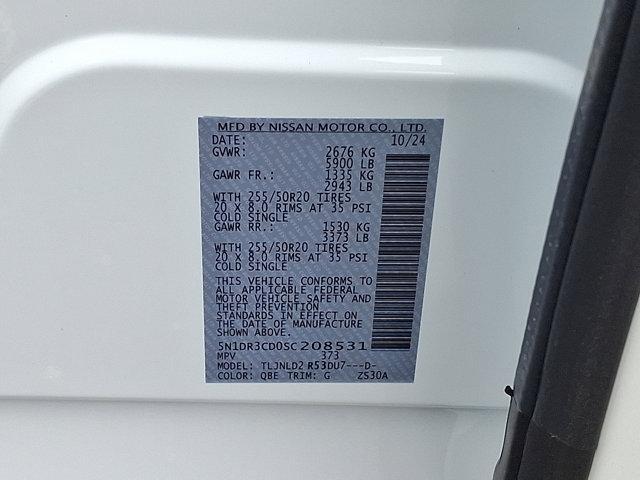 MFD BY NISSAN MOTOR CO., LTD.
DATE: 10/24
GVWR: 2676 KG
5900 LB
GAWR FR.: 1335 KG
2943 LB
WITH 255/50R20 TIRES
20 X 8.0 RIMS AT 35 PSI
COLD SINGLE
GAWR RR.: 1530 KG
3373 LB
WITH 255/50R20 TIRES
20 X 8.0 RIMS AT 35 PSI
COLD SINGLE
THIS VEHICLE CONFORMS TO
ALL APPLICABLE FEDERAL
MOTOR VEHICLE SAFETY AND
THEFT PREVENTION
STANDARDS IN EFFECT ON
THE DATE OF MANUFACTURE
SHOWN ABOVE.
5N1DR3CD0SC208531
MPV 373
MODEL: TLJNLD2 R53DU7---D-
COLOR: QBE TRIM: G ZS30A